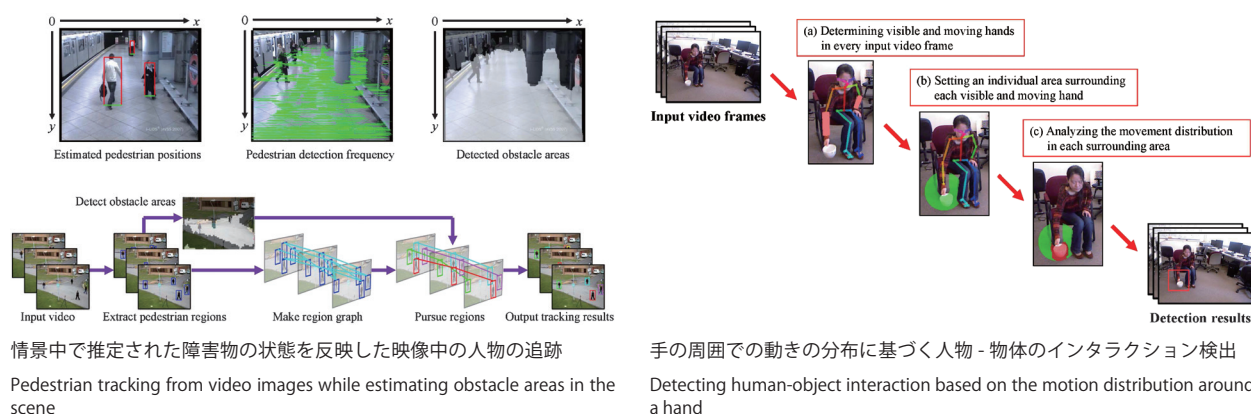 0
x
y
Estimated pedestrian positions
0
x
y
Pedestrian detection frequency
0
x
y
Detected obstacle areas
Detect obstacle areas
Input video
Extract pedestrian regions
Make region graph
Pursue regions
Output tracking results
情景中で推定された障害物の状態を反映した映像中の人物の追跡
Pedestrian tracking from video images while estimating obstacle areas in the
scene
Input video frames
(a) Determining visible and moving hands
in every input video frame
(b) Setting an individual area surrounding
each visible and moving hand
(c) Analyzing the movement distribution
in each surrounding area
Detection results
手の周囲での動きの分布に基づく人物 - 物体のインタラクション検出
Detecting human-object interaction based on the motion distribution around
a hand